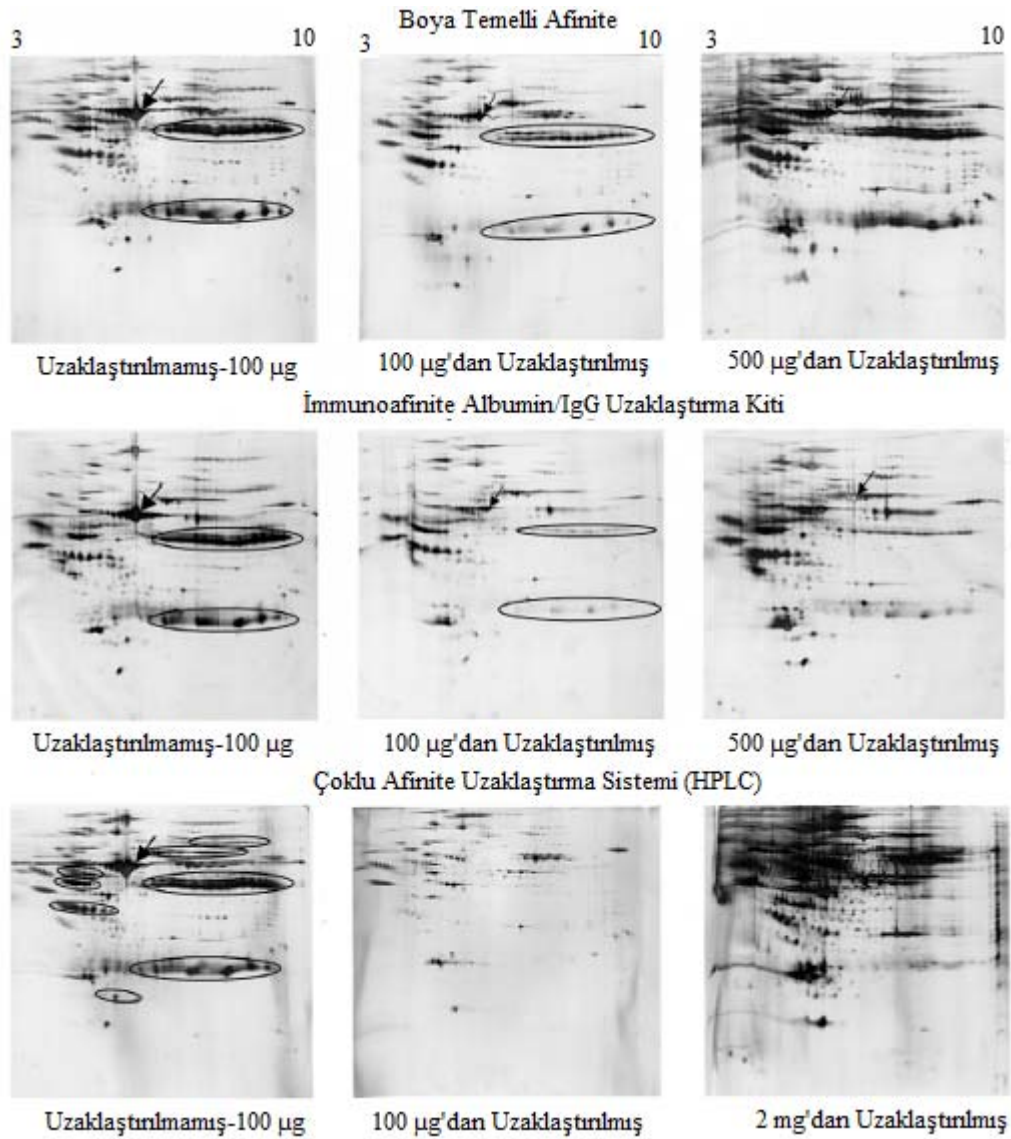 Boya Temelli Afinite
3 10 3 10 3 10
Uzaklaştırılmamış-100 µg 100 µg'dan Uzaklaştırılmış 500 µg'dan Uzaklaştırılmış
İmmunoafinite Albumin/IgG Uzaklaştırma Kiti
Uzaklaştırılmamış-100 µg 100 µg'dan Uzaklaştırılmış 500 µg'dan Uzaklaştırılmış
Çoklu Afinite Uzaklaştırma Sistemi (HPLC)
Uzaklaştırılmamış-100 µg 100 µg'dan Uzaklaştırılmış 2 mg'dan Uzaklaştırılmış